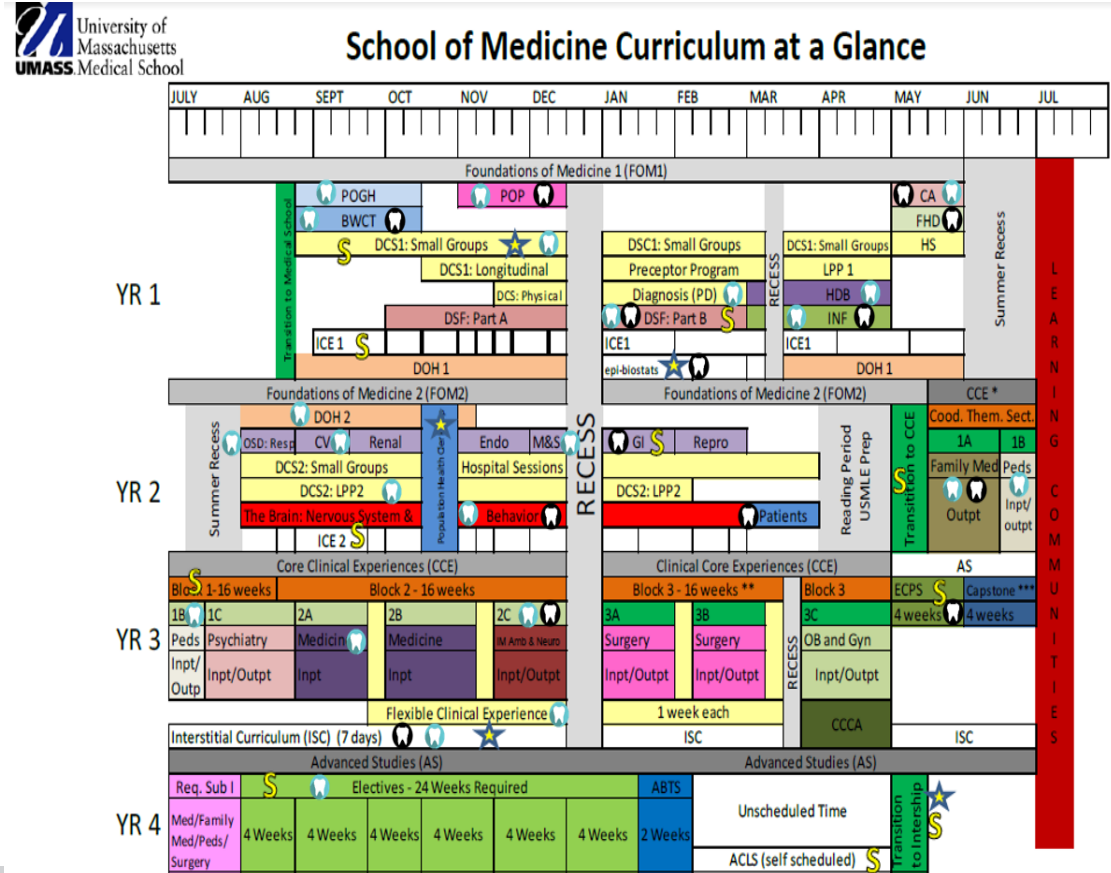 University of
Massachusetts
UMASS Medical School
School of Medicine Curriculum at a Glance
JULY AUG SEPT OCT NOV DEC JAN FEB MAR APR MAY JUN JUL
Foundations of Medicine 1 (FOM1)
YR 1
Transition to Medical School
POGH POP CA
BWCT FHD
S DCS1: Small Groups DSC1: Small Groups DCS1: Small Groups HS
DCS1: Longitudinal Preceptor Program LPP 1
DCS: Physical Diagnosis (PD) HDB
DSF: Part A DSF: Part B S INF
ICE 1 S ICE1 ICE1
DOH 1 epi-biostats DOH 1
RECESS
Summer Recess
Foundations of Medicine 2 (FOM2) Foundations of Medicine 2 (FOM2) CCE *
YR 2
Summer Recess
DOH 2 Cood. Them. Sect.
OSD: Resp CV Renal Endo M&S GI S Repro 1A 1B
DCS2: Small Groups Hospital Sessions Family Med Peds
DCS2: LPP2 DCS2: LPP2 Outpt Inpt/
outpt
The Brain: Nervous System & Behavior Patients
ICE 2 S
RECESS
Reading Period
USMLE Prep
Transition to CCE
S
Core Clinical Experiences (CCE) Clinical Core Experiences (CCE) AS
YR 3
S 1-16 weeks Block 2 - 16 weeks Block 3 - 16 weeks ** Block 3 ECPS S Capstone ***
1B 1C 2A 2B 2C 3A 3B 3C 4 weeks 4 weeks
Peds Psychiatry Medicin Medicine IM Amb & Neuro Surgery Surgery OB and Gyn
Inpt/
Outp Inpt/Outpt Inpt Inpt Inpt/Outpt Inpt/Outpt Inpt/Outpt Inpt/Outpt
RECESS
Flexible Clinical Experience 1 week each CCCA
Interstitial Curriculum (ISC) (7 days) ISC ISC
Advanced Studies (AS) Advanced Studies (AS)
YR 4
Req. Sub I S Electives - 24 Weeks Required ABTS
Med/Family
Med/Peds/
Surgery
4 Weeks 4 Weeks 4 Weeks 4 Weeks 4 Weeks 4 Weeks 2 Weeks
Unscheduled Time
ACLS (self scheduled) S
Transition
to Internship
S
LEARNING COMMUNITIES